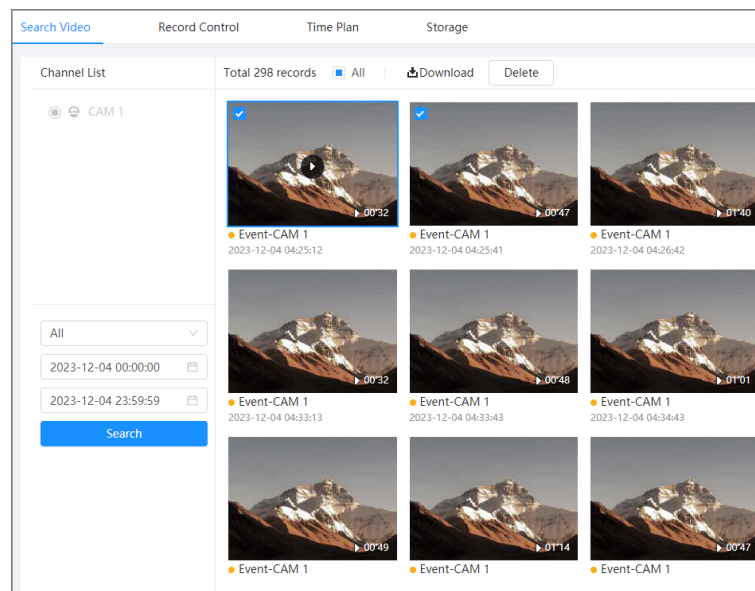 Search Video Record Control Time Plan Storage
Channel List
CAM 1
All
2023-12-04 00:00:00
2023-12-04 23:59:59
Search
Total 298 records All Download Delete
00'32 00'47 01'40
Event-CAM 1 Event-CAM 1 Event-CAM 1
2023-12-04 04:25:12 2023-12-04 04:25:41 2023-12-04 04:26:42
00'32 00'48 01'01
Event-CAM 1 Event-CAM 1 Event-CAM 1
2023-12-04 04:33:13 2023-12-04 04:33:43 2023-12-04 04:34:43
00'49 01'14 00'47
Event-CAM 1 Event-CAM 1 Event-CAM 1